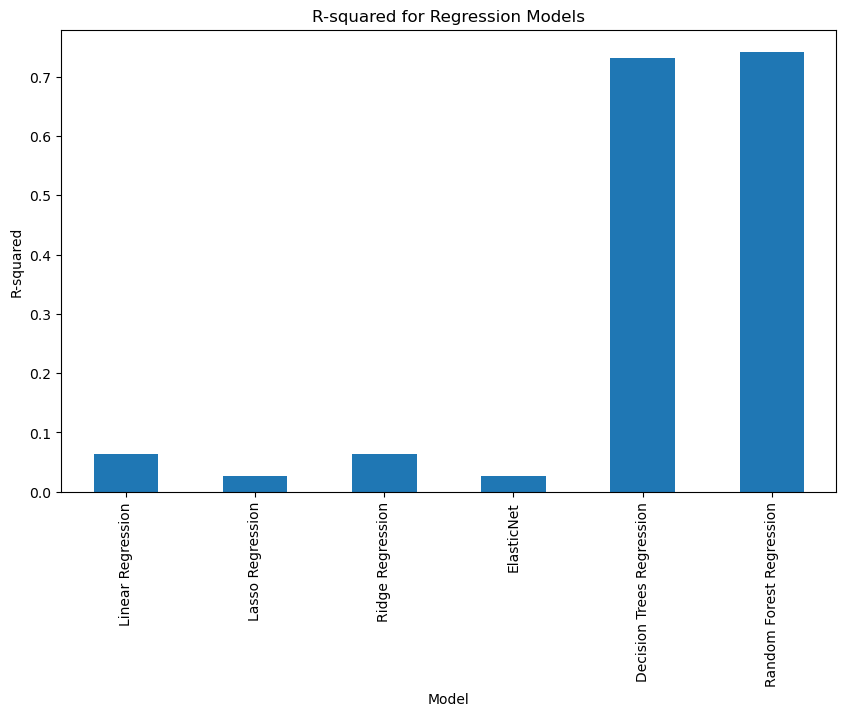 R-squared for Regression Models
R-squared
0.7
0.6
0.5
0.4
0.3
0.2
0.1
0.0
Linear Regression
Lasso Regression
Ridge Regression
ElasticNet
Decision Trees Regression
Random Forest Regression
Model